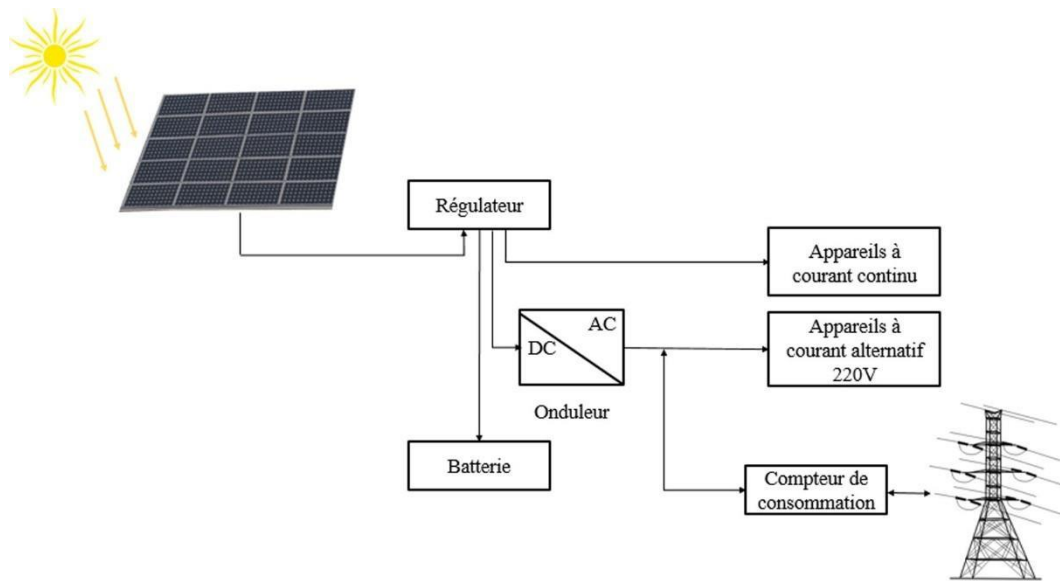 Régulateur
Appareils à
courant continu
AC
DC
Appareils à
courant alternatif
220V
Onduleur
Batterie
Compteur de
consommation